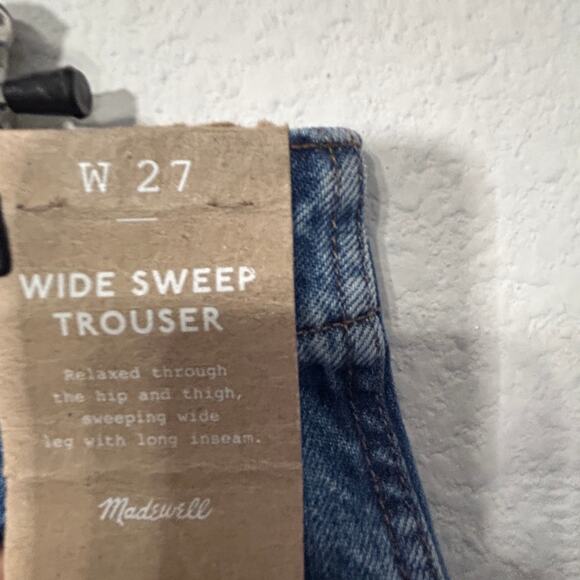 W 27
WIDE SWEEP
TROUSER
Relaxed through
the hip and thigh,
sweeping wide
leg with long inseam.
Madewell